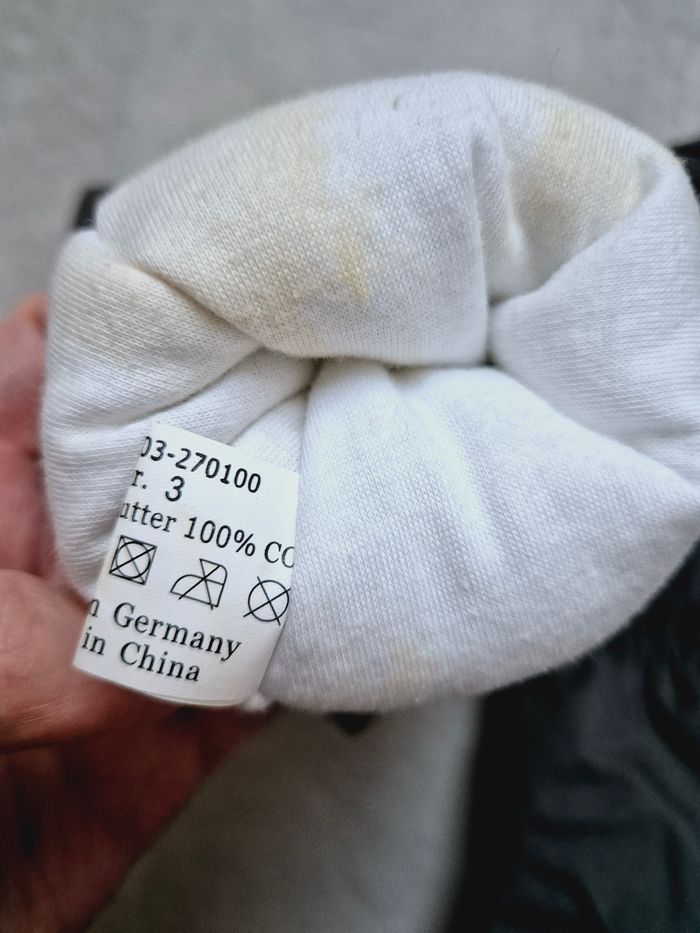 03-270100
r. 3
utter 100% CO
n Germany
in China